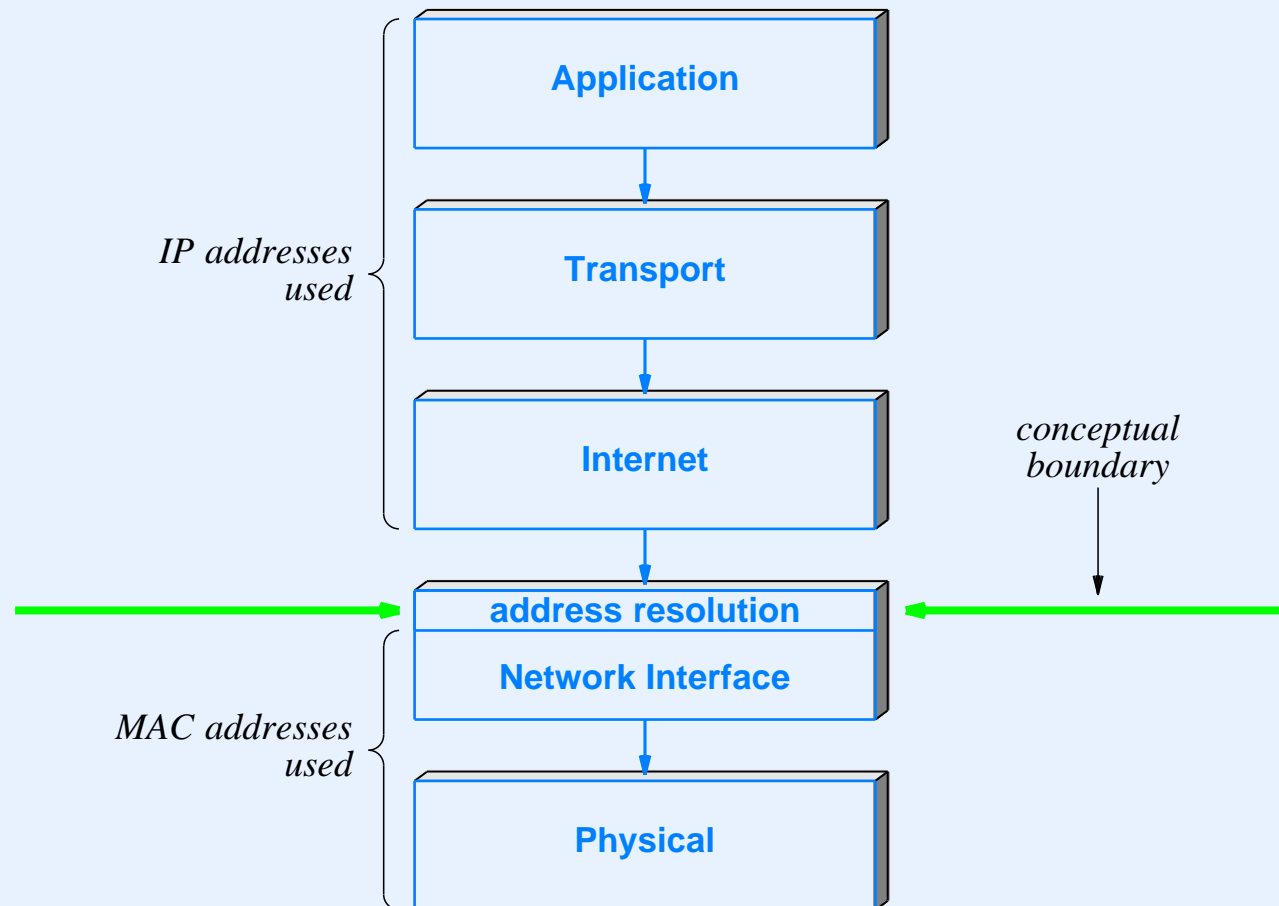 Application
Transport
IP addresses
used
Internet
conceptual
boundary
address resolution
Network Interface
MAC addresses
used
Physical